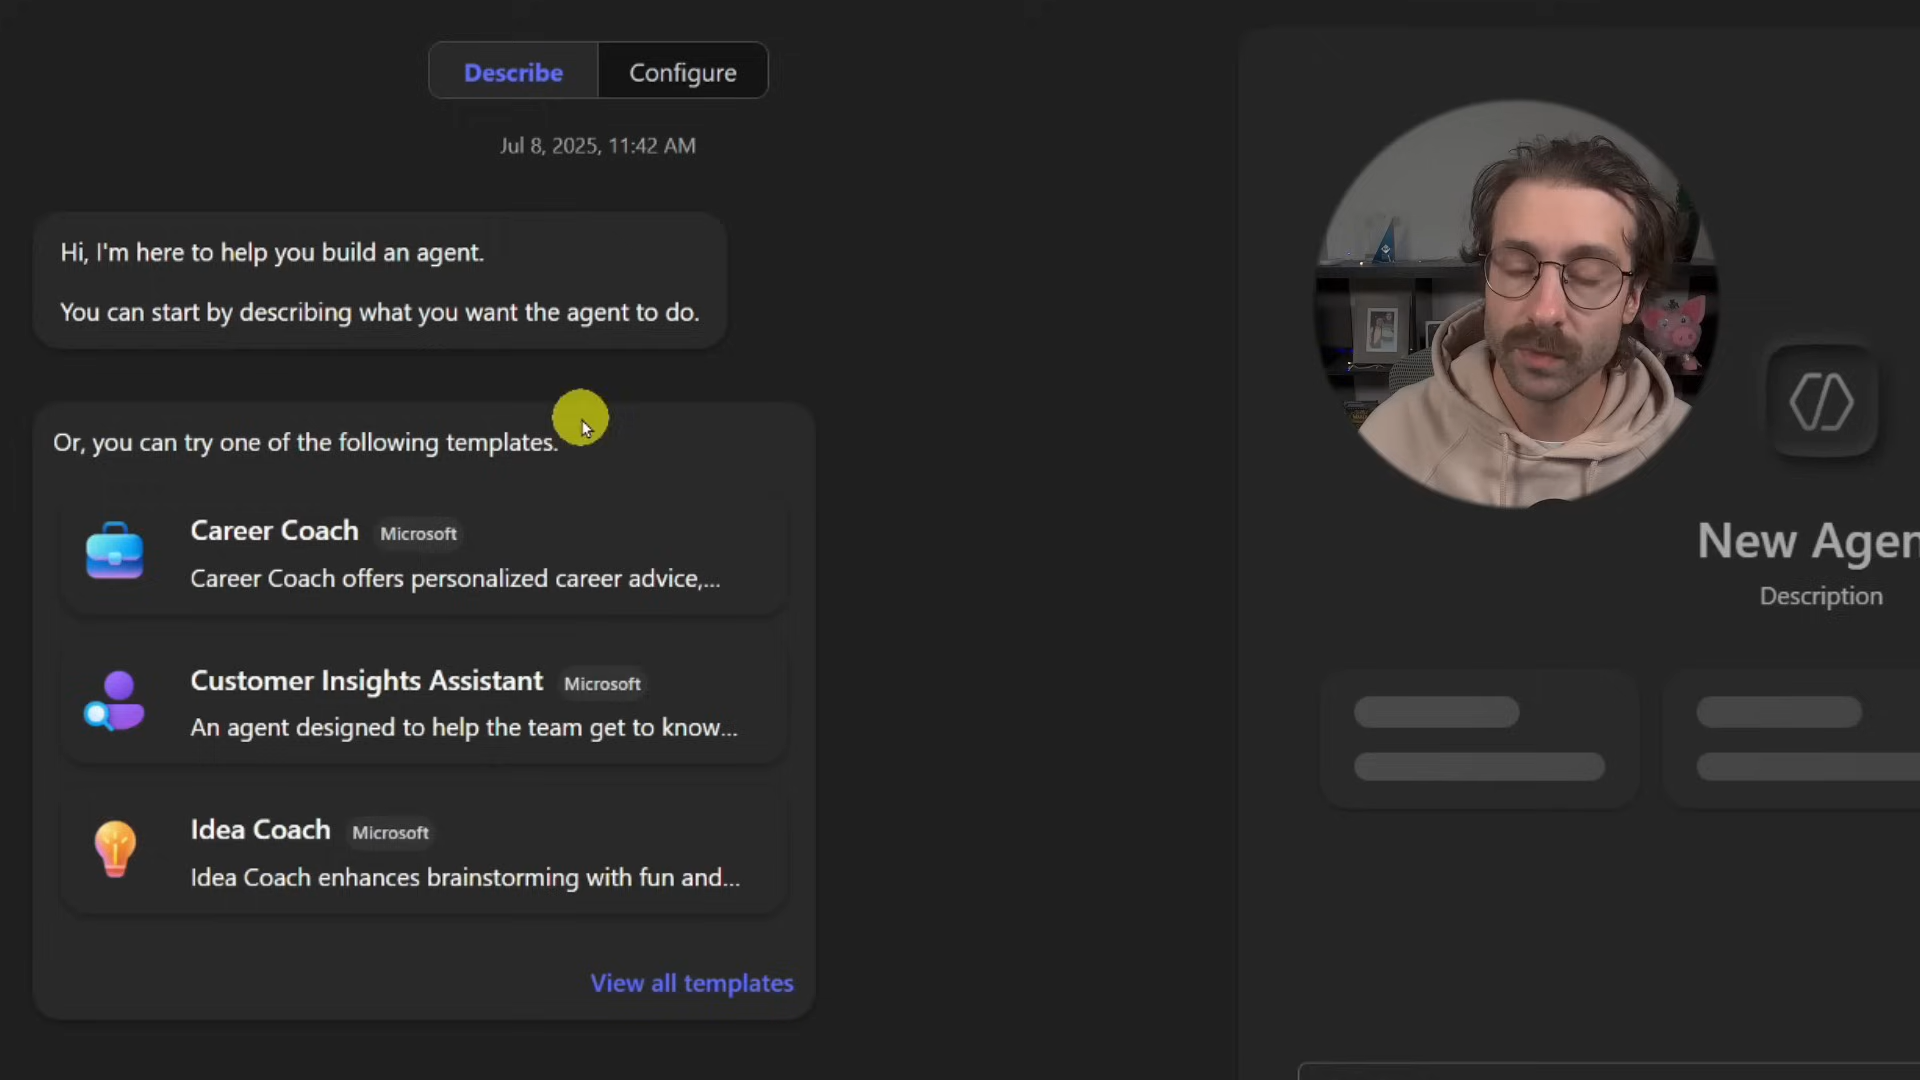 Describe
Configure
Jul 8, 2025, 11:42 AM
Hi, I'm here to help you build an agent.
You can start by describing what you want the agent to do.
Or, you can try one of the following templates.
Career Coach Microsoft
Career Coach offers personalized career advice,...
Customer Insights Assistant Microsoft
An agent designed to help the team get to know...
Idea Coach Microsoft
Idea Coach enhances brainstorming with fun and...
View all templates
New Agen
Description